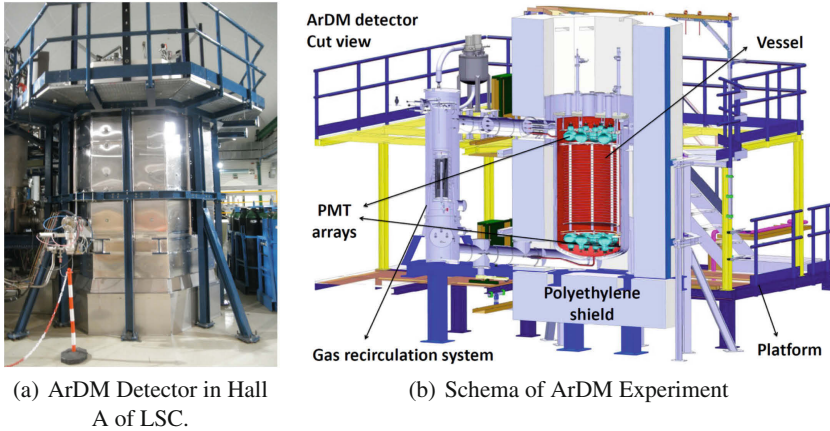 ArDM detector
Cut view
Vessel
PMT
arrays
Polyethylene
shield
Gas recirculation system
Platform
(a) ArDM Detector in Hall
A of LSC.
(b) Schema of ArDM Experiment